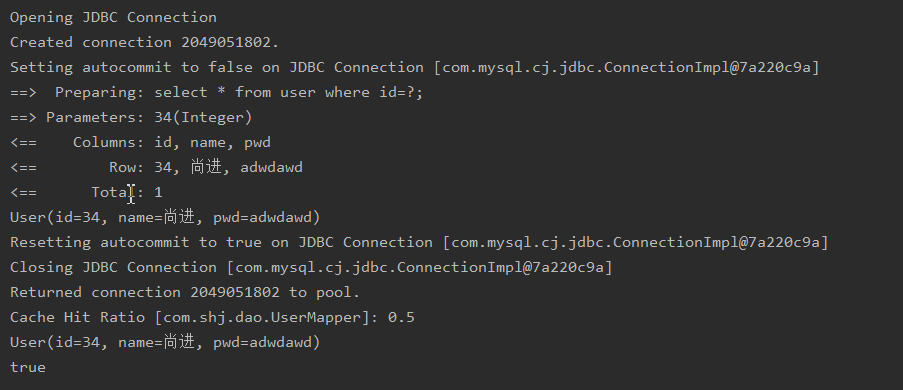 Opening JDBC Connection
Created connection 2049051802.
Setting autocommit to false on JDBC Connection [com.mysql.cj.jdbc.ConnectionImpl@7a220c9a]
==>  Preparing: select * from user where id=?;
==> Parameters: 34(Integer)
<==    Columns: id, name, pwd
<==        Row: 34, 尚进, adwdawd
<==      Total: 1
User(id=34, name=尚进, pwd=adwdawd)
Resetting autocommit to true on JDBC Connection [com.mysql.cj.jdbc.ConnectionImpl@7a220c9a]
Closing JDBC Connection [com.mysql.cj.jdbc.ConnectionImpl@7a220c9a]
Returned connection 2049051802 to pool.
Cache Hit Ratio [com.shj.dao.UserMapper]: 0.5
User(id=34, name=尚进, pwd=adwdawd)
true